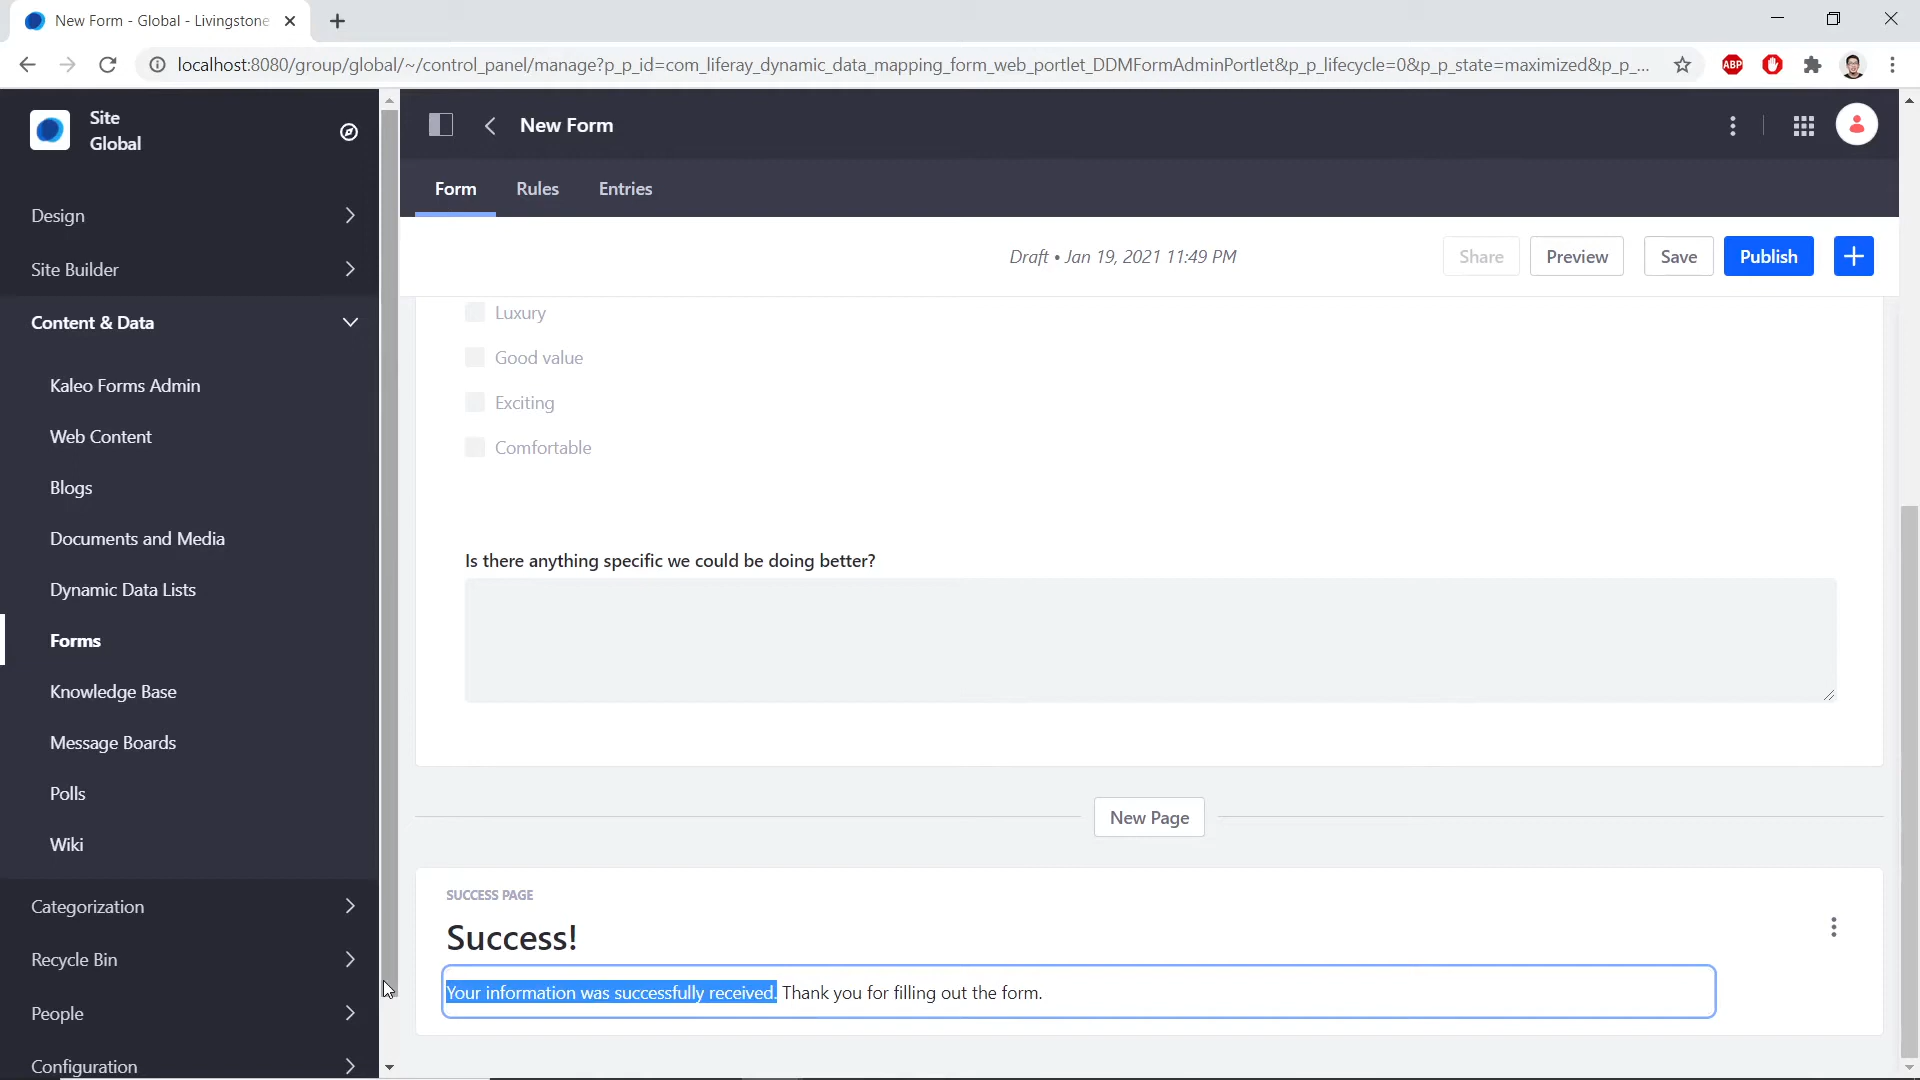 New Form - Global - Livingstone
localhost:8080/group/global/~/control_panel/manage?p_p_id=com_liferay_dynamic_data_mapping_form_web_portlet_DDMFormAdminPortlet&p_p_lifecycle=0&p_p_state=maximized&p_p_...
ABP
Site
Global
New Form
Form
Rules
Entries
Draft • Jan 19, 2021 11:49 PM
Share
Preview
Save
Publish
Design
Site Builder
Content & Data
Kaleo Forms Admin
Web Content
Blogs
Documents and Media
Dynamic Data Lists
Forms
Knowledge Base
Message Boards
Polls
Wiki
Categorization
Recycle Bin
People
Configuration
Luxury
Good value
Exciting
Comfortable
Is there anything specific we could be doing better?
New Page
SUCCESS PAGE
Success!
Your information was successfully received. Thank you for filling out the form.